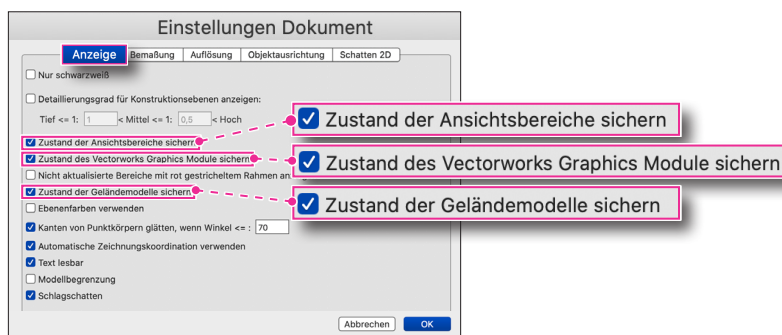 Einstellungen Dokument
Anzeige Bemaßung Auflösung Objektausrichtung Schatten 2D
Nur schwarzweiß
Detaillierungsgrad für Konstruktionsebenen anzeigen:
Tief <= 1: 1 < Mittel <= 1: 0,5 < Hoch
Zustand der Ansichtsbereiche sichern
Zustand der Ansichtsbereiche sichern
Zustand des Vectorworks Graphics Module sichern
Zustand des Vectorworks Graphics Module sichern
Nicht aktualisierte Bereiche mit rot gestricheltem Rahmen an
Zustand der Geländemodelle sichern
Zustand der Geländemodelle sichern
Ebenenfarben verwenden
Kanten von Punktkörpern glätten, wenn Winkel <= : 70
Automatische Zeichnungskoordination verwenden
Text lesbar
Modellbegrenzung
Schlagschatten
Abbrechen OK